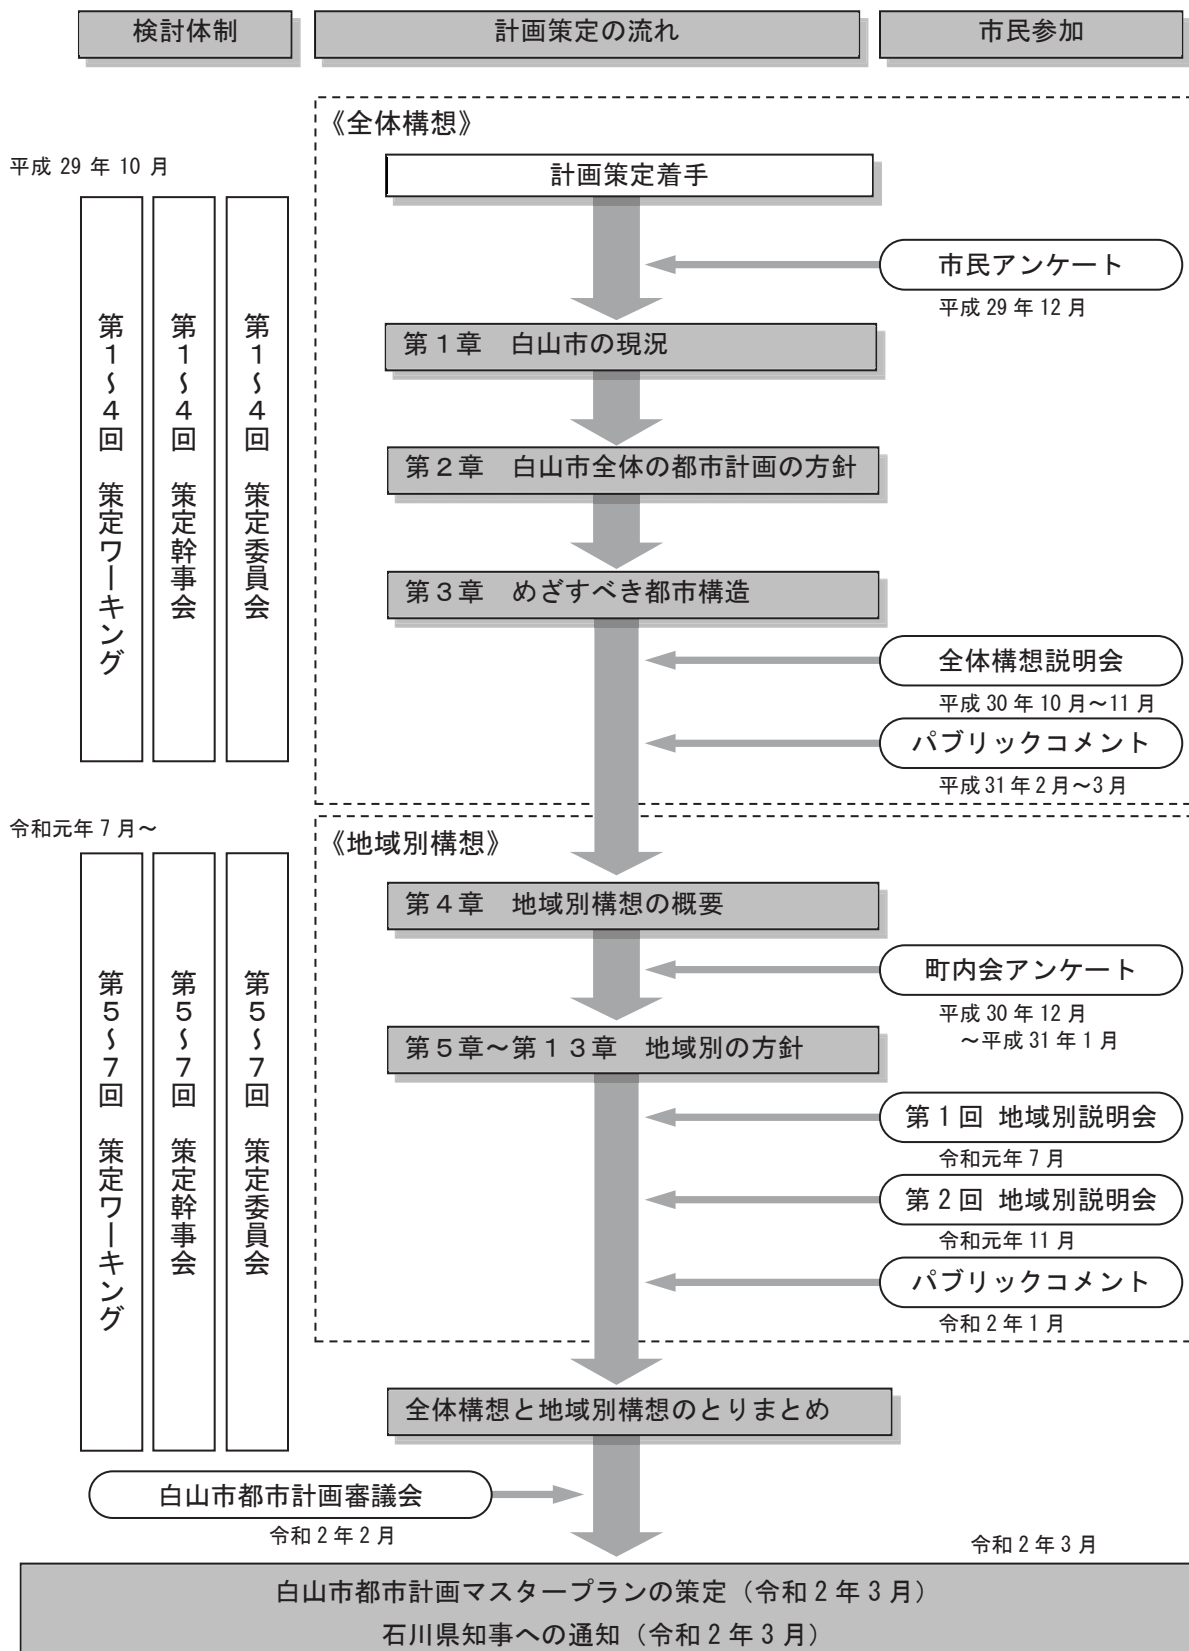 検討体制
計画策定の流れ
市民参加
《全体構想》
平成 29 年 10 月
計画策定着手
市民アンケート
平成 29 年 12 月
第1～4回　策定ワーキング
第1～4回　策定幹事会
第1～4回　策定委員会
第１章　白山市の現況
第２章　白山市全体の都市計画の方針
第３章　めざすべき都市構造
全体構想説明会
平成 30 年 10 月～11 月
パブリックコメント
平成 31 年 2 月～3 月
令和元年 7 月～
《地域別構想》
第４章　地域別構想の概要
町内会アンケート
平成 30 年 12 月
～平成 31 年 1 月
第5～7回　策定ワーキング
第5～7回　策定幹事会
第5～7回　策定委員会
第５章～第１３章　地域別の方針
第 1 回 地域別説明会
令和元年 7 月
第 2 回 地域別説明会
令和元年 11 月
パブリックコメント
令和 2 年 1 月
全体構想と地域別構想のとりまとめ
白山市都市計画審議会
令和 2 年 2 月
令和 2 年 3 月
白山市都市計画マスタープランの策定（令和 2 年 3 月）
石川県知事への通知（令和 2 年 3 月）